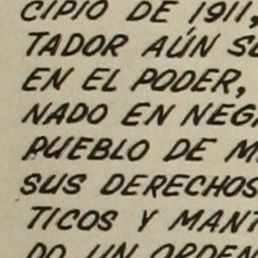 CIPIO DE 1911,
TADOR AÚN S
EN EL PODER,
NADO EN NEG
PUEBLO DE M
SUS DERECHOS
TICOS Y MANT
DO UN ORDEN